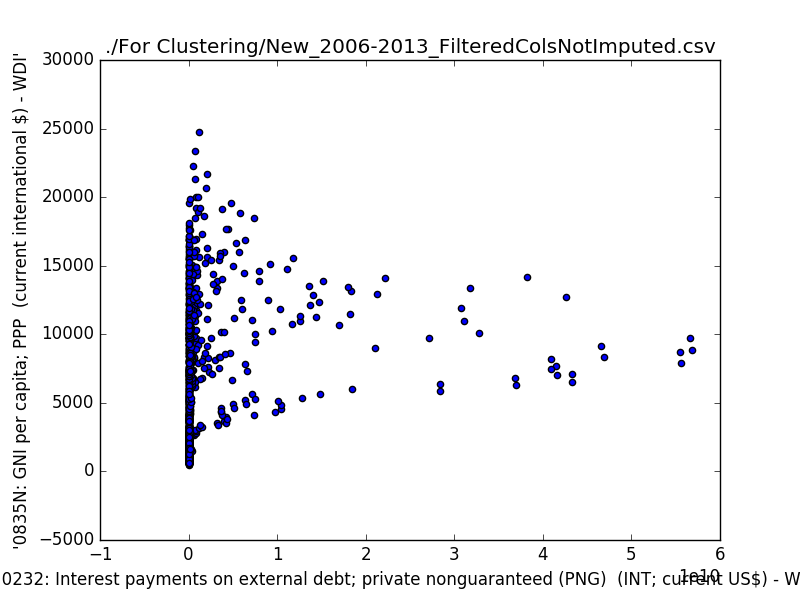 ./For Clustering/New_2006-2013_FilteredColsNotImputed.csv
30000
25000
20000
15000
10000
5000
0
−5000
'0835N: GNI per capita; PPP (current international $) - WDI'
−1 0 1 2 3 4 5 6
1e10
0232: Interest payments on external debt; private nonguaranteed (PNG) (INT; current US$) - W